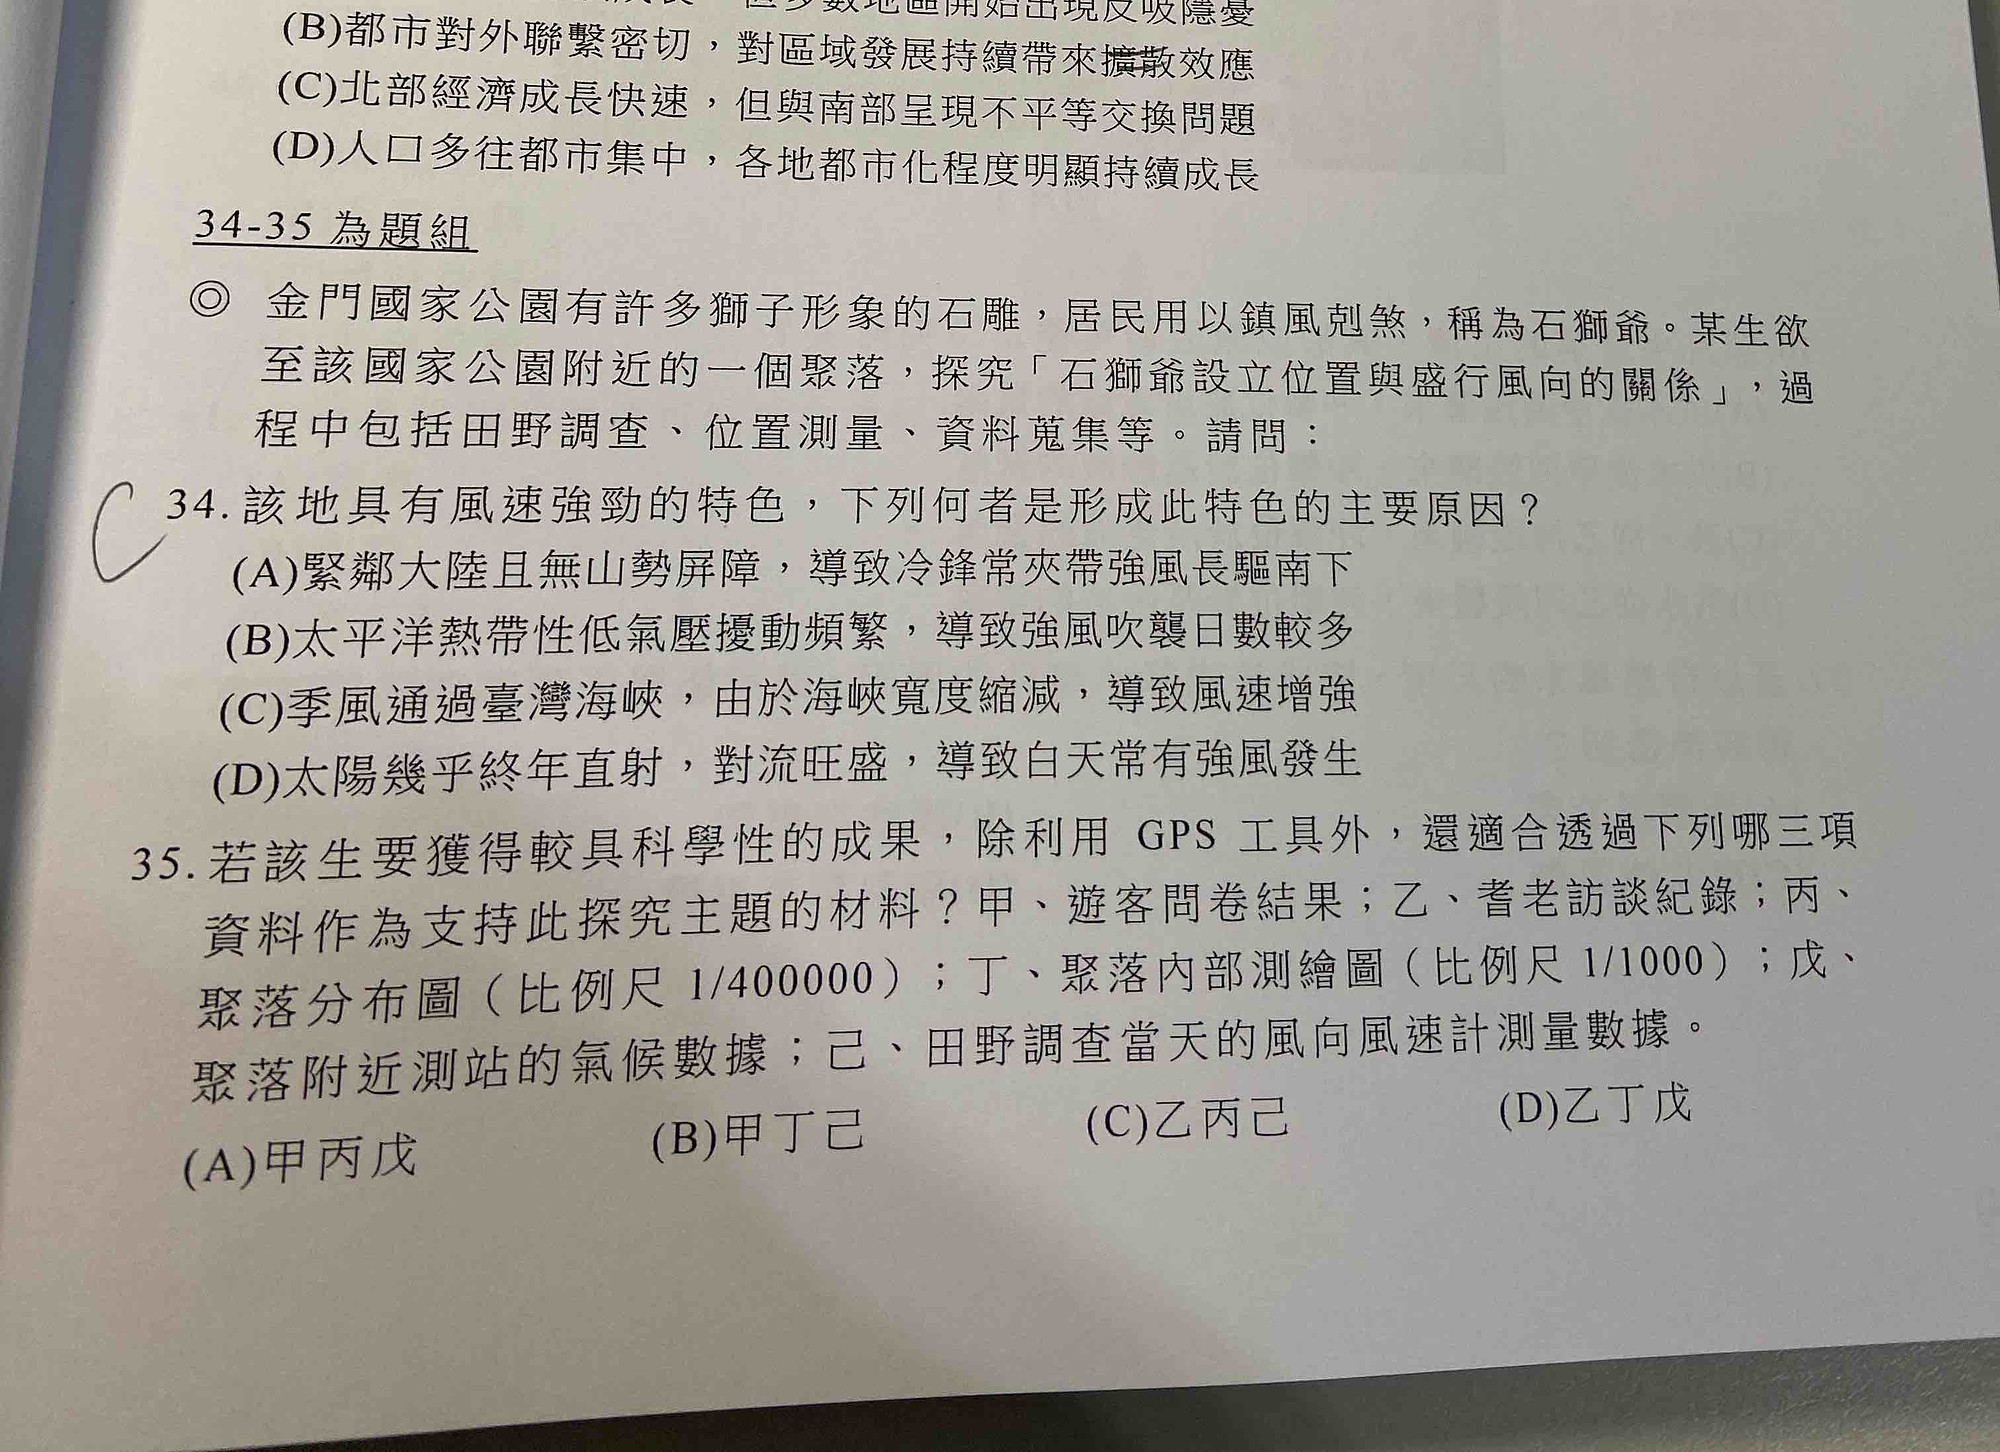 但多數地區開始出現反吸隱憂
(B)都市對外聯繫密切，對區域發展持續帶來擴散效應
(C)北部經濟成長快速，但與南部呈現不平等交換問題
(D)人口多往都市集中，各地都市化程度明顯持續成長
34-35 為題組
◎ 金門國家公園有許多獅子形象的石雕，居民用以鎮風剋煞，稱為石獅爺。某生欲
至該國家公園附近的一個聚落，探究「石獅爺設立位置與盛行風向的關係」，過
程中包括田野調查、位置測量、資料蒐集等。請問：
C 34.該地具有風速強勁的特色，下列何者是形成此特色的主要原因？
(A)緊鄰大陸且無山勢屏障，導致冷鋒常夾帶強風長驅南下
(B)太平洋熱帶性低氣壓擾動頻繁，導致強風吹襲日數較多
(C)季風通過臺灣海峽，由於海峽寬度縮減，導致風速增強
(D)太陽幾乎終年直射，對流旺盛，導致白天常有強風發生
35.若該生要獲得較具科學性的成果，除利用 GPS 工具外，還適合透過下列哪三項
資料作為支持此探究主題的材料？甲、遊客問卷結果；乙、耆老訪談紀錄；丙、
聚落分布圖（比例尺 1/400000）；丁、聚落內部測繪圖（比例尺 1/1000）；戊、
聚落附近測站的氣候數據；己、田野調查當天的風向風速計測量數據。
(A)甲丙戊 (B)甲丁己 (C)乙丙己 (D)乙丁戊